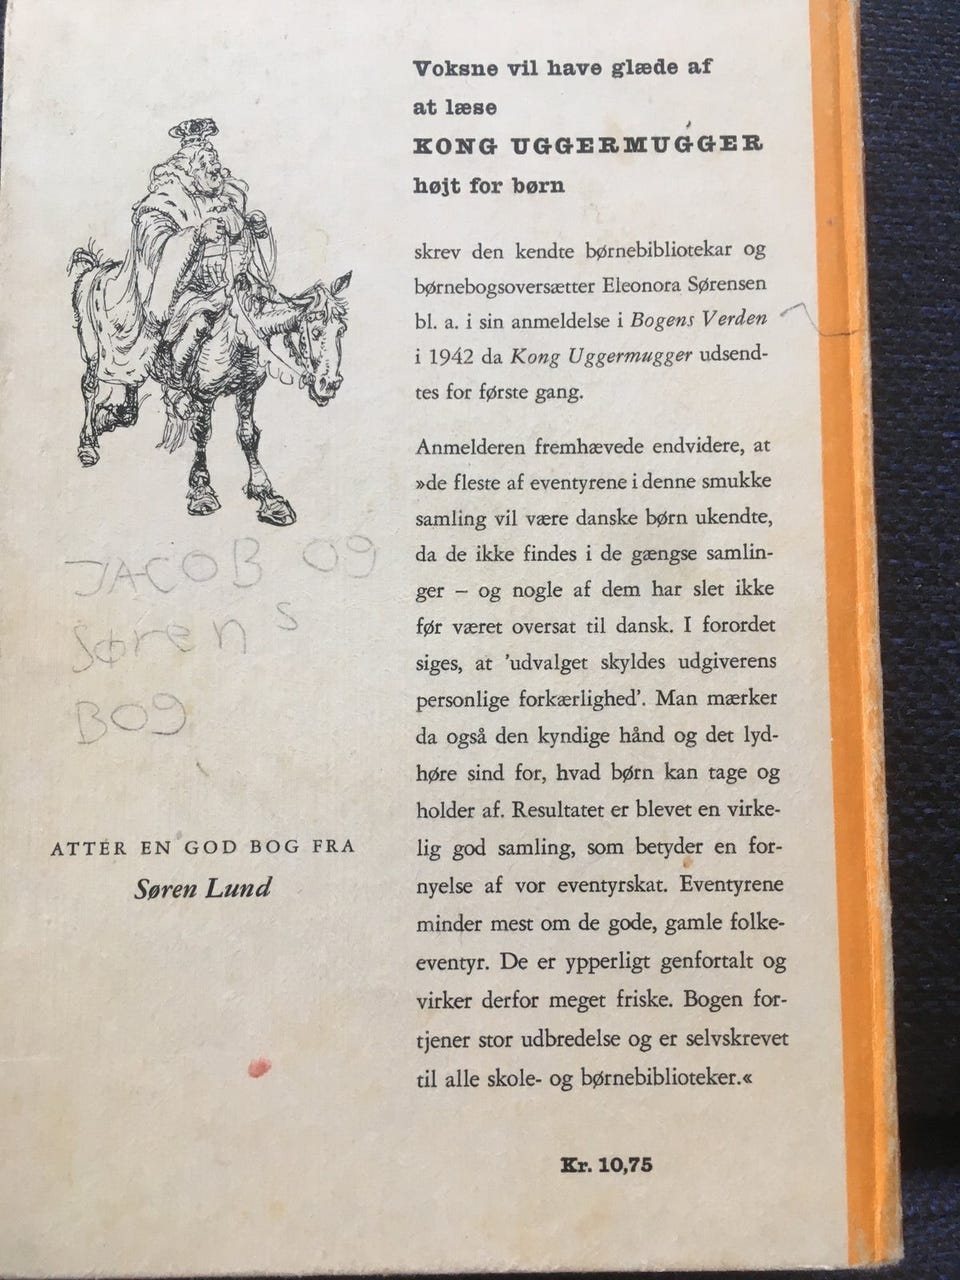 Voksne vil have glæde af
at læse
KONG UGGERMUGGER
højt for børn
skrev den kendte børnebibliotekar og
børnebogsoversætter Eleonora Sørensen
bl. a. i sin anmeldelse i Bogens Verden
i 1942 da Kong Uggermugger udsend-
tes for første gang.
Anmelderen fremhævede endvidere, at
»de fleste af eventyrene i denne smukke
samling vil være danske børn ukendte,
da de ikke findes i de gængse samlin-
ger – og nogle af dem har slet ikke
før været oversat til dansk. I forordet
siges, at 'udvalget skyldes udgiverens
personlige forkærlighed'. Man mærker
da også den kyndige hånd og det lyd-
høre sind for, hvad børn kan tage og
holder af. Resultatet er blevet en virke-
lig god samling, som betyder en for-
nyelse af vor eventyrskat. Eventyrene
minder mest om de gode, gamle folke-
eventyr. De er ypperligt genfortalt og
virker derfor meget friske. Bogen for-
tjener stor udbredelse og er selvskrevet
til alle skole- og børnebiblioteker.«
Kr. 10,75
JACOB OG
Sørens
BOG
ATTER EN GOD BOG FRA
Søren Lund